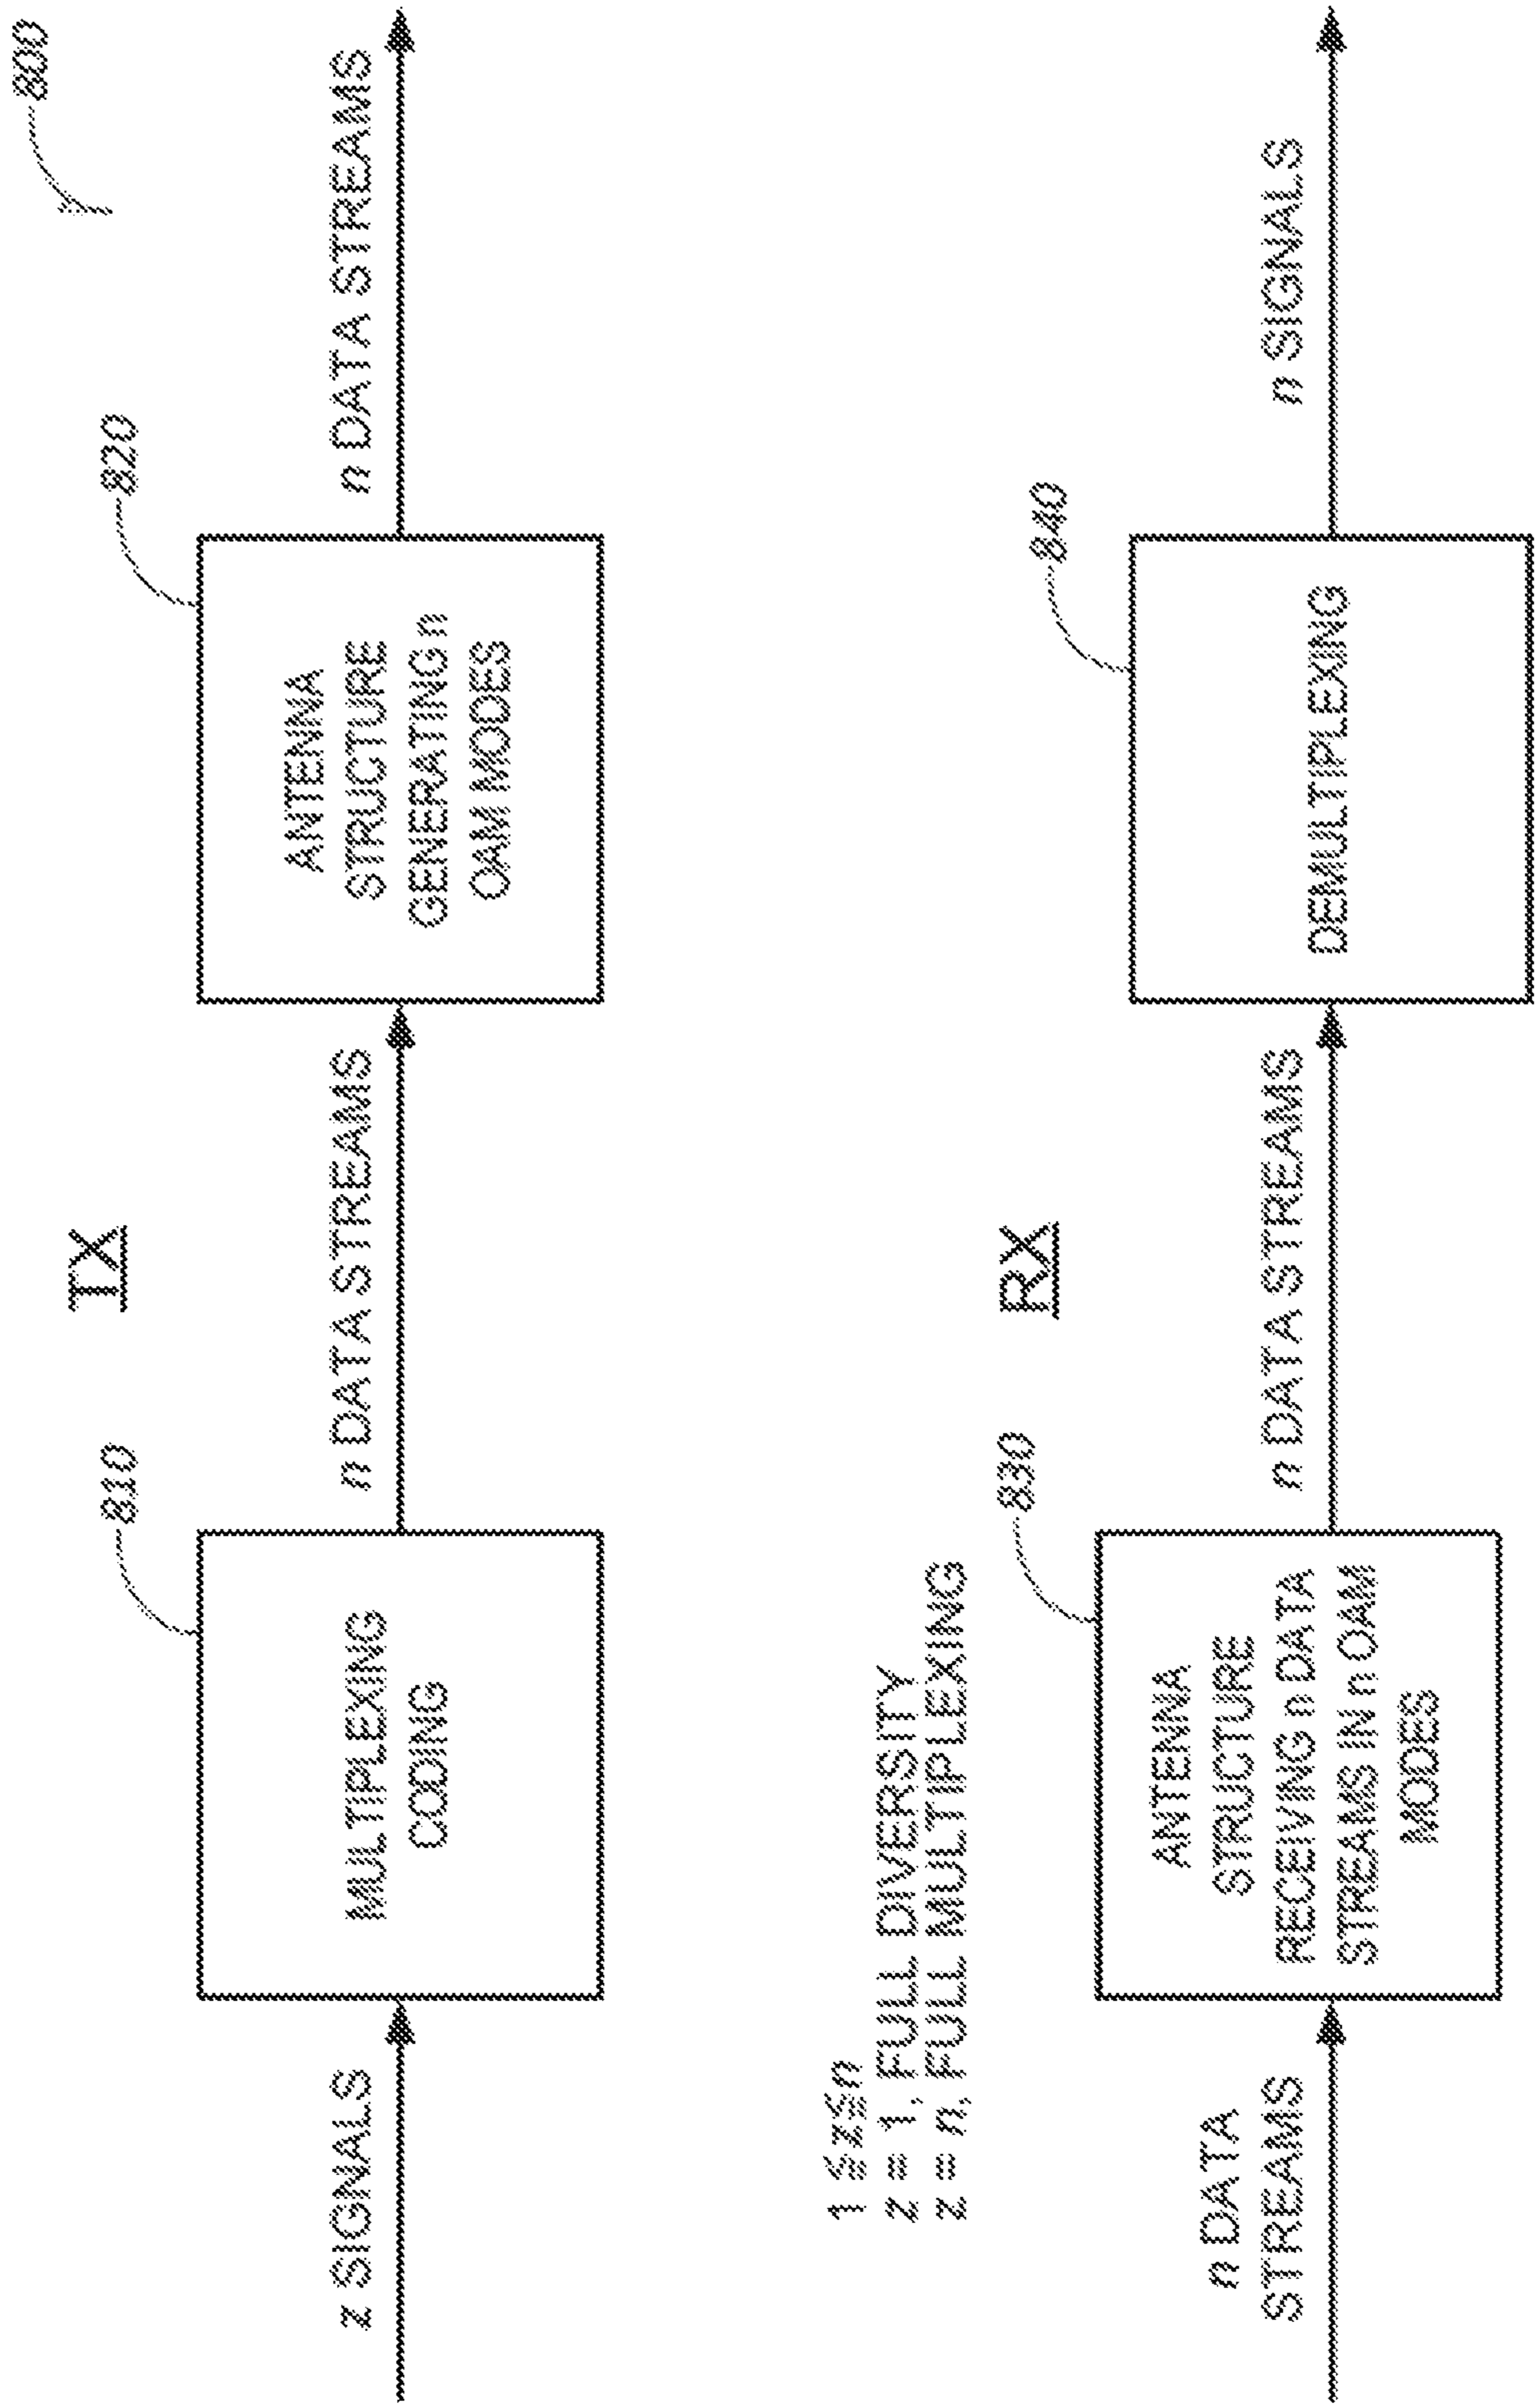 800
TX
z SIGNALS
810
MULTIPLEXING
CODING
n DATA STREAMS
820
ANTENNA
STRUCTURE
GENERATING n
OAM MODES
n DATA STREAMS
1 ≦ z ≦ n
z = 1, FULL DIVERSITY
z = n, FULL MULTIPLEXING
RX
n DATA
STREAMS
830
ANTENNA
STRUCTURE
RECEIVING n DATA
STREAMS IN n OAM
MODES
n DATA STREAMS
840
DEMULTIPLEXING
n SIGNALS